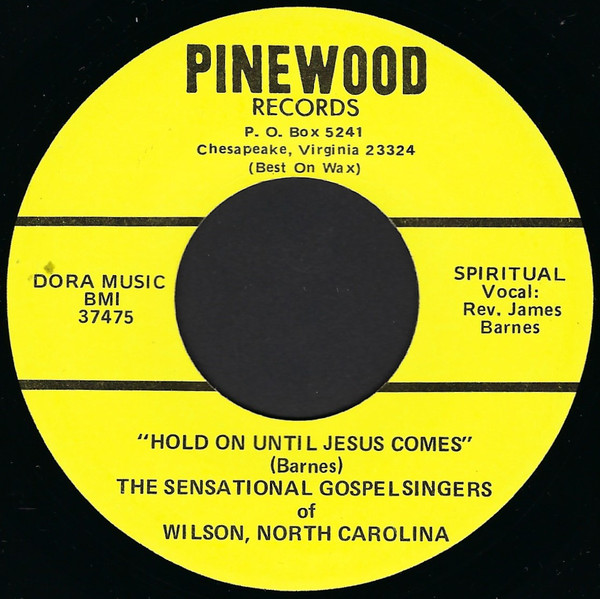 PINEWOOD
RECORDS
P. O. Box 5241
Chesapeake, Virginia 23324
(Best On Wax)
DORA MUSIC
BMI
37475
SPIRITUAL
Vocal:
Rev. James
Barnes
"HOLD ON UNTIL JESUS COMES"
(Barnes)
THE SENSATIONAL GOSPELSINGERS
of
WILSON, NORTH CAROLINA